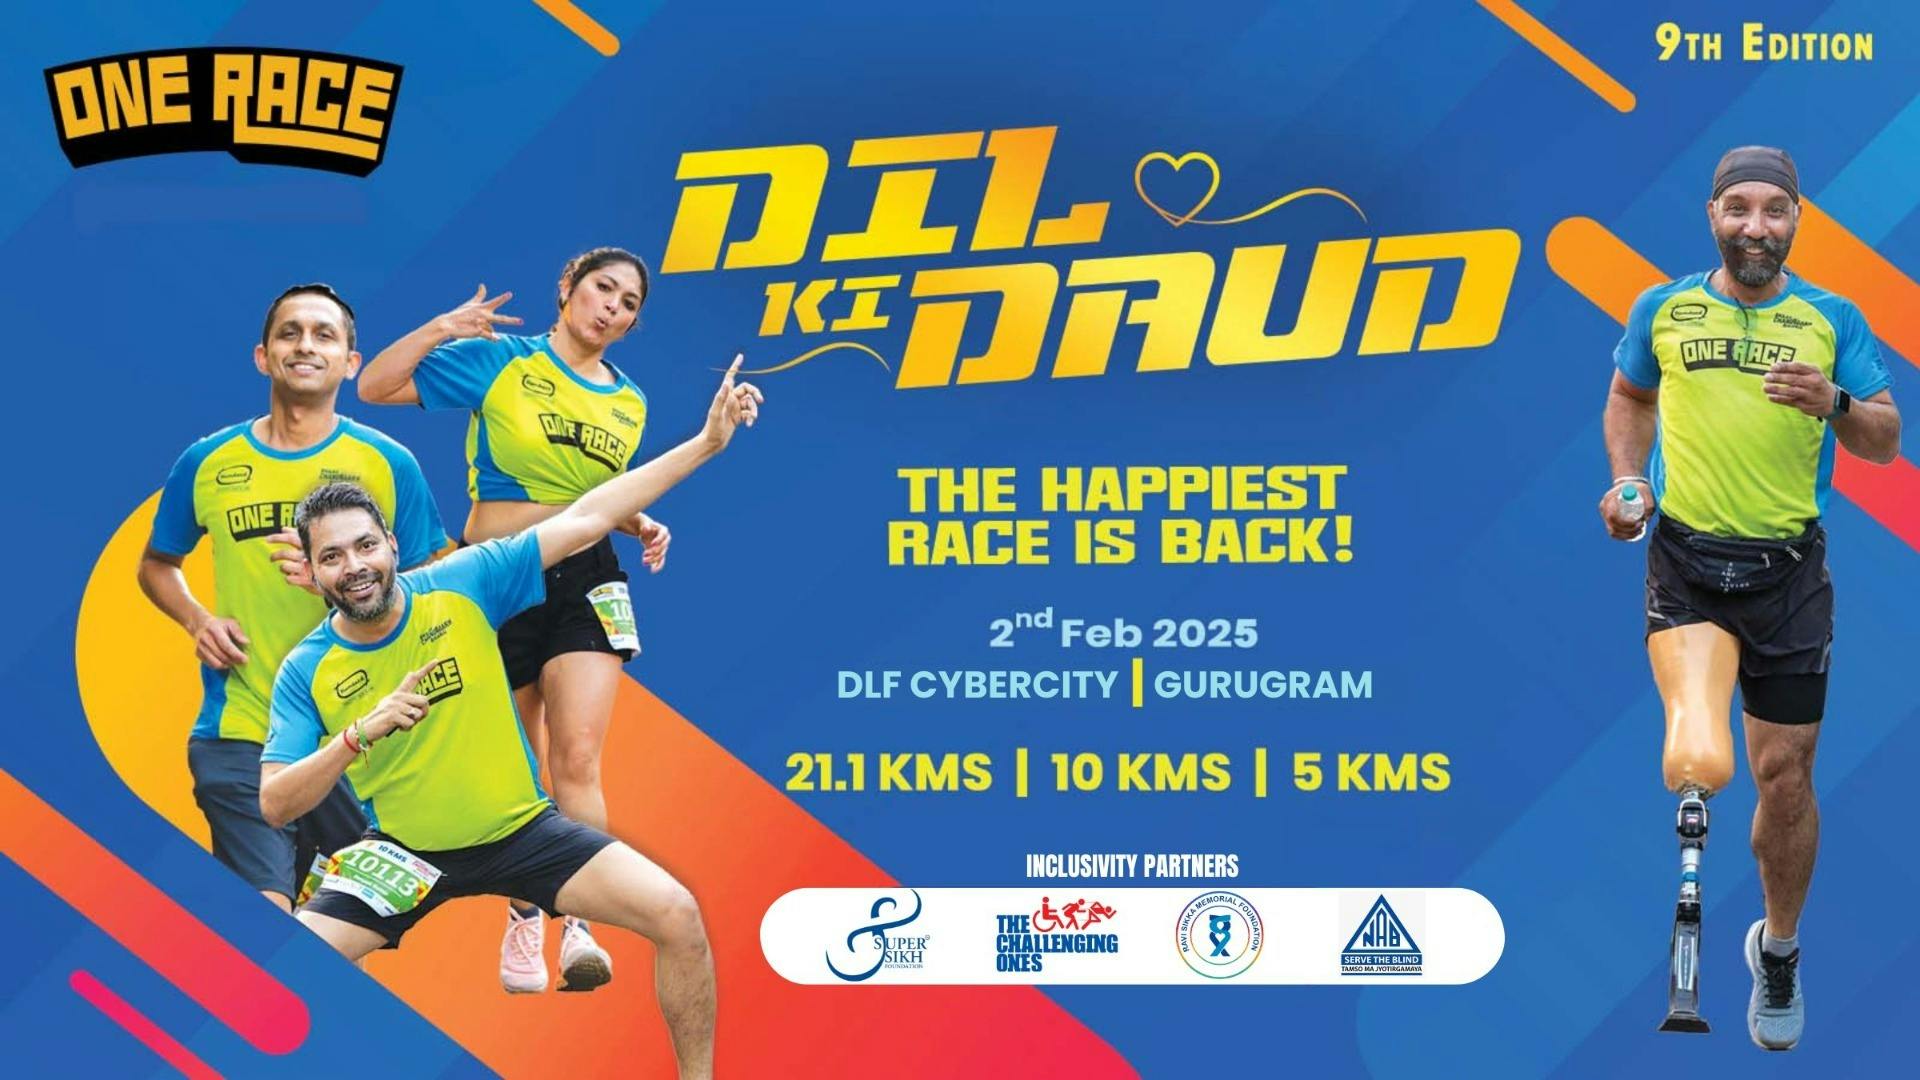 ONE RACE
9TH EDITION
DIL
KI DAUD
THE HAPPIEST
RACE IS BACK!
2nd Feb 2025
DLF CYBERCITY | GURUGRAM
21.1 KMS | 10 KMS | 5 KMS
INCLUSIVITY PARTNERS
SUPER
SIKH
FOUNDATION
THE
CHALLENGING
ONES
RAVI SIKKA MEMORIAL FOUNDATION
NAB
SERVE THE BLIND
TAMSO MA JYOTIRGAMAYA
ONE RACE
ONE RACE
ONE R
RACE
10 KMS
10113
10